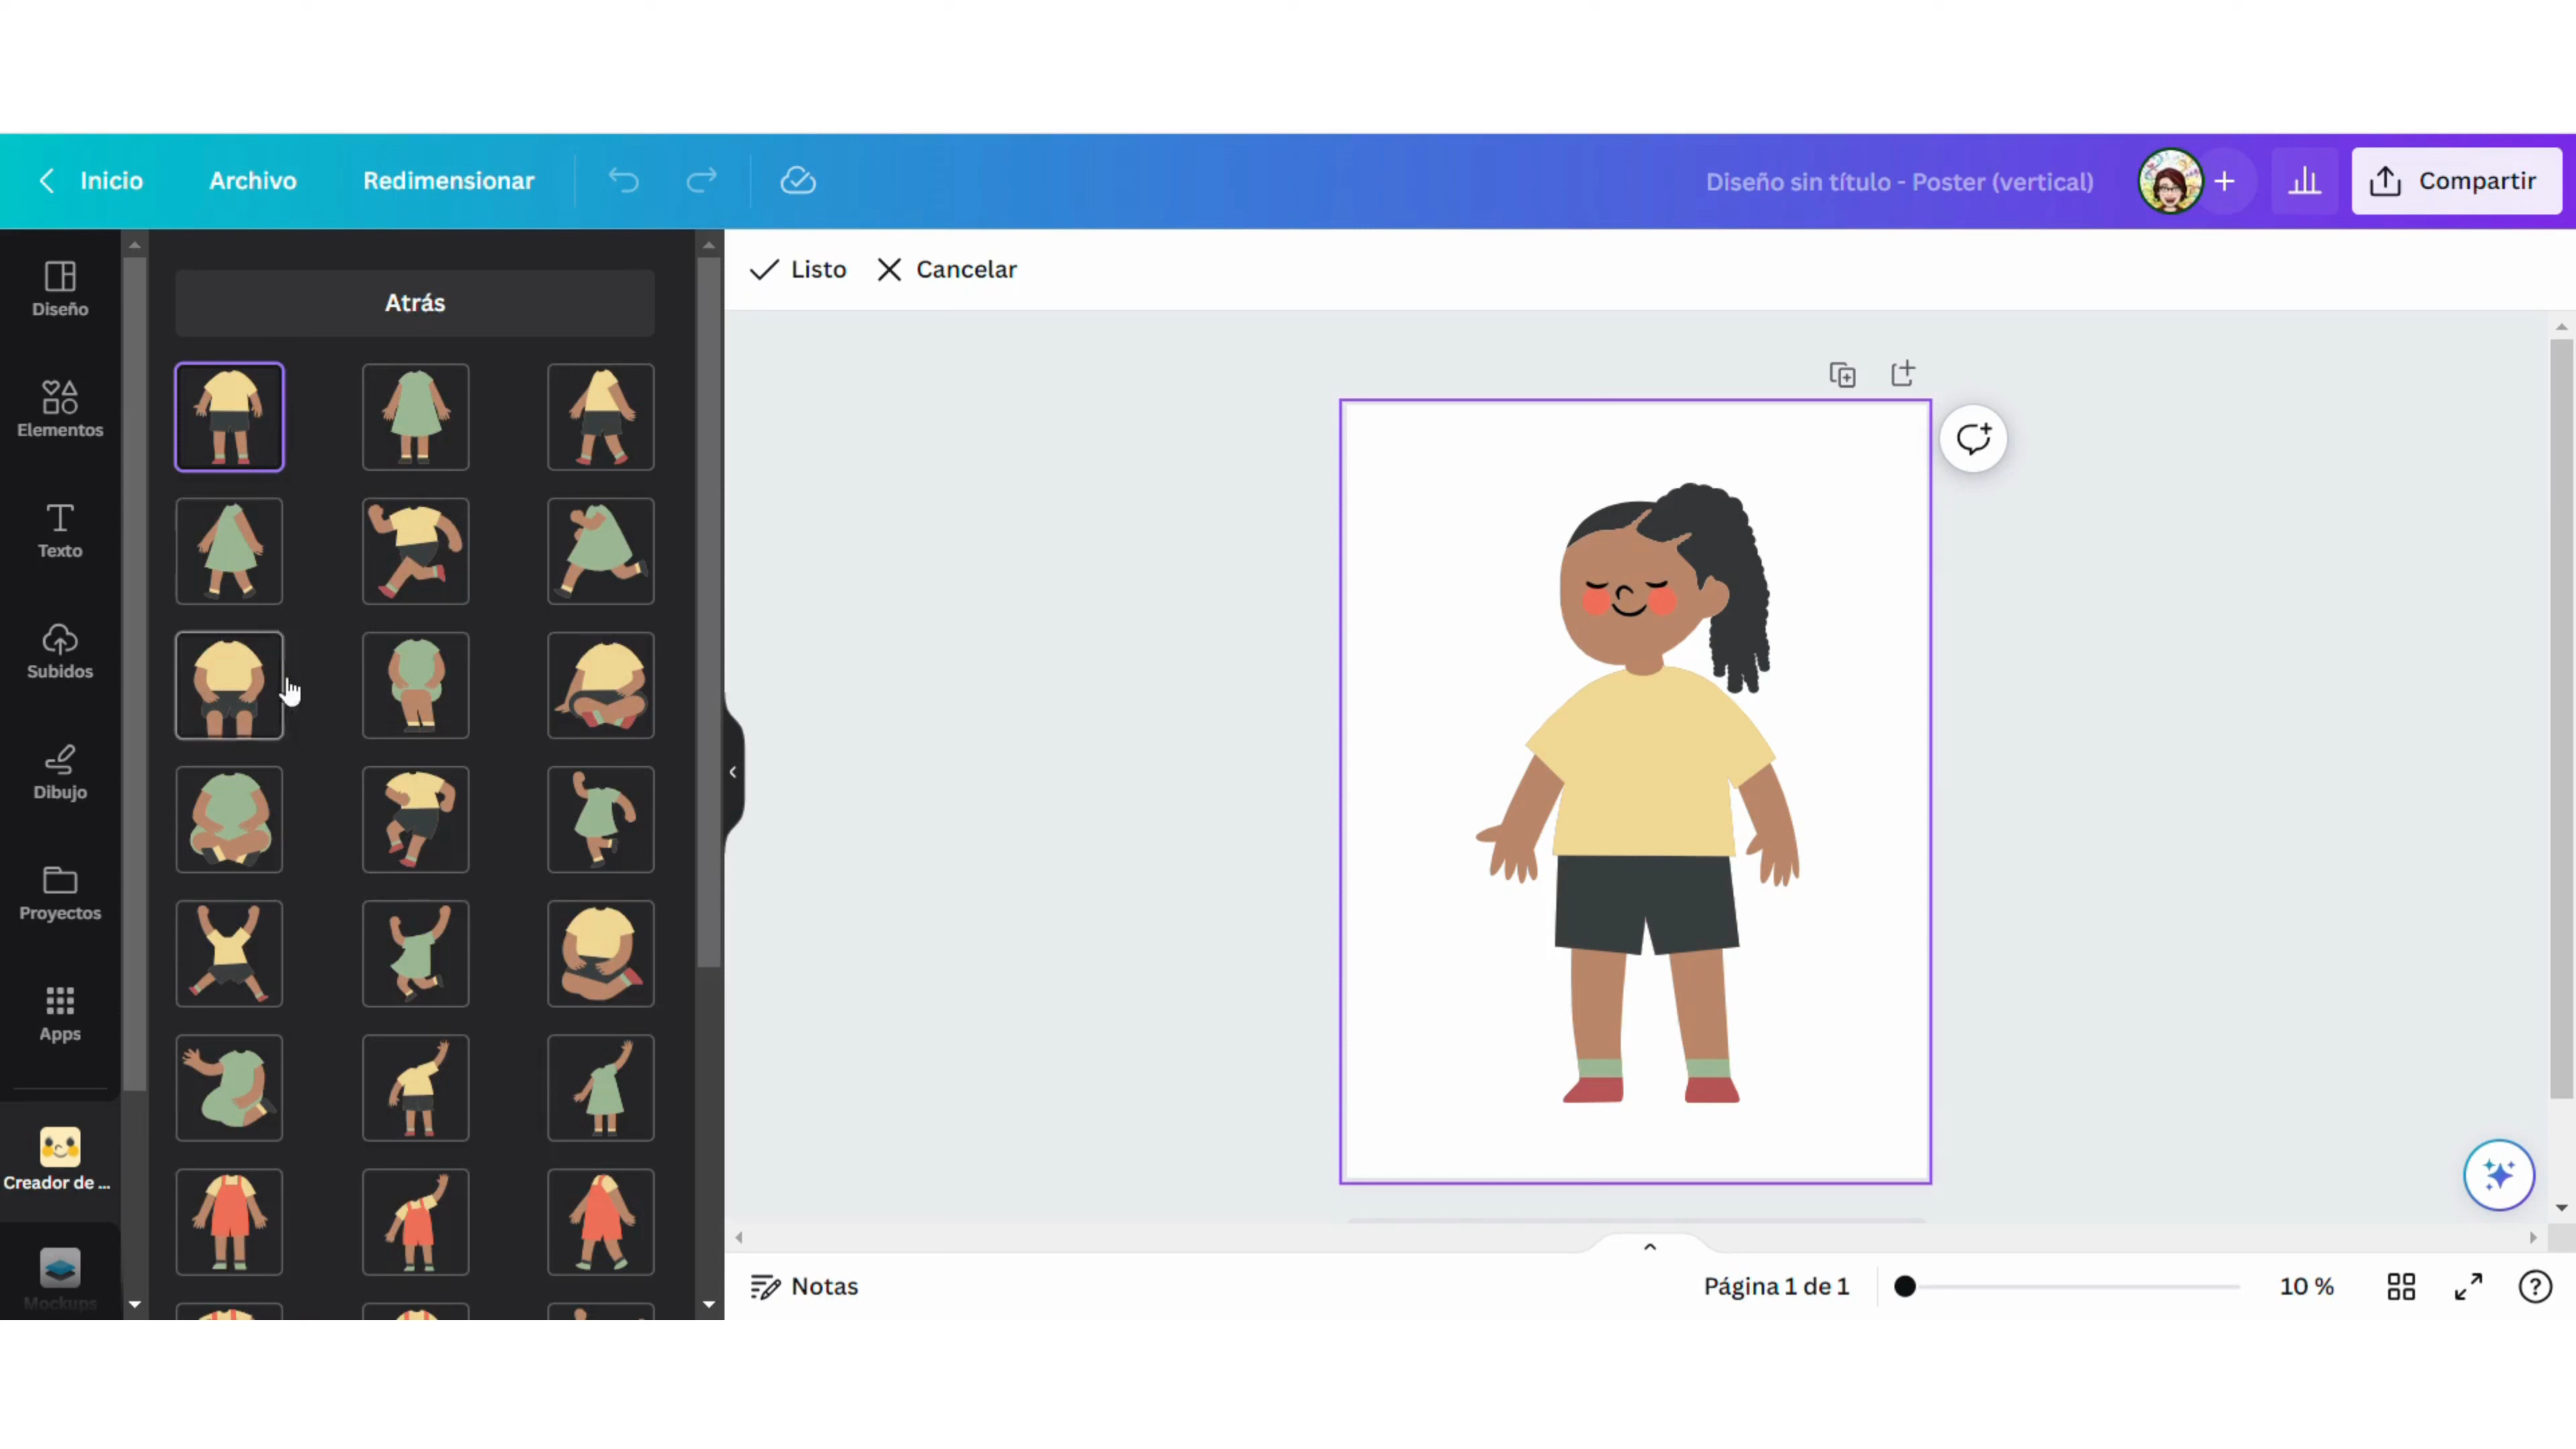 Inicio
Archivo
Redimensionar
Diseño sin título - Poster (vertical)
Compartir
Diseño
Elementos
Texto
Subidos
Dibujo
Proyectos
Apps
Creador de ...
Mockups
Atrás
Listo
Cancelar
Notas
Página 1 de 1
10 %